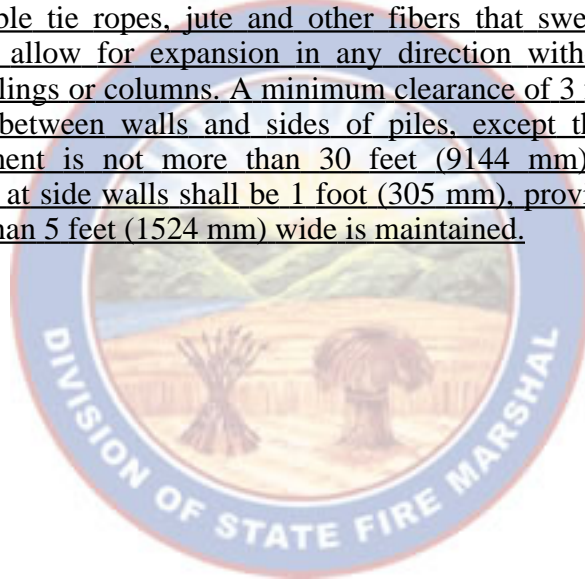 ble tie ropes, jute and other fibers that swe
allow for expansion in any direction with
lings or columns. A minimum clearance of 3
between walls and sides of piles, except t
ent is not more than 30 feet (9144 mm)
at side walls shall be 1 foot (305 mm), prov
han 5 feet (1524 mm) wide is maintained.
DIVISION OF STATE FIRE MARSHAL